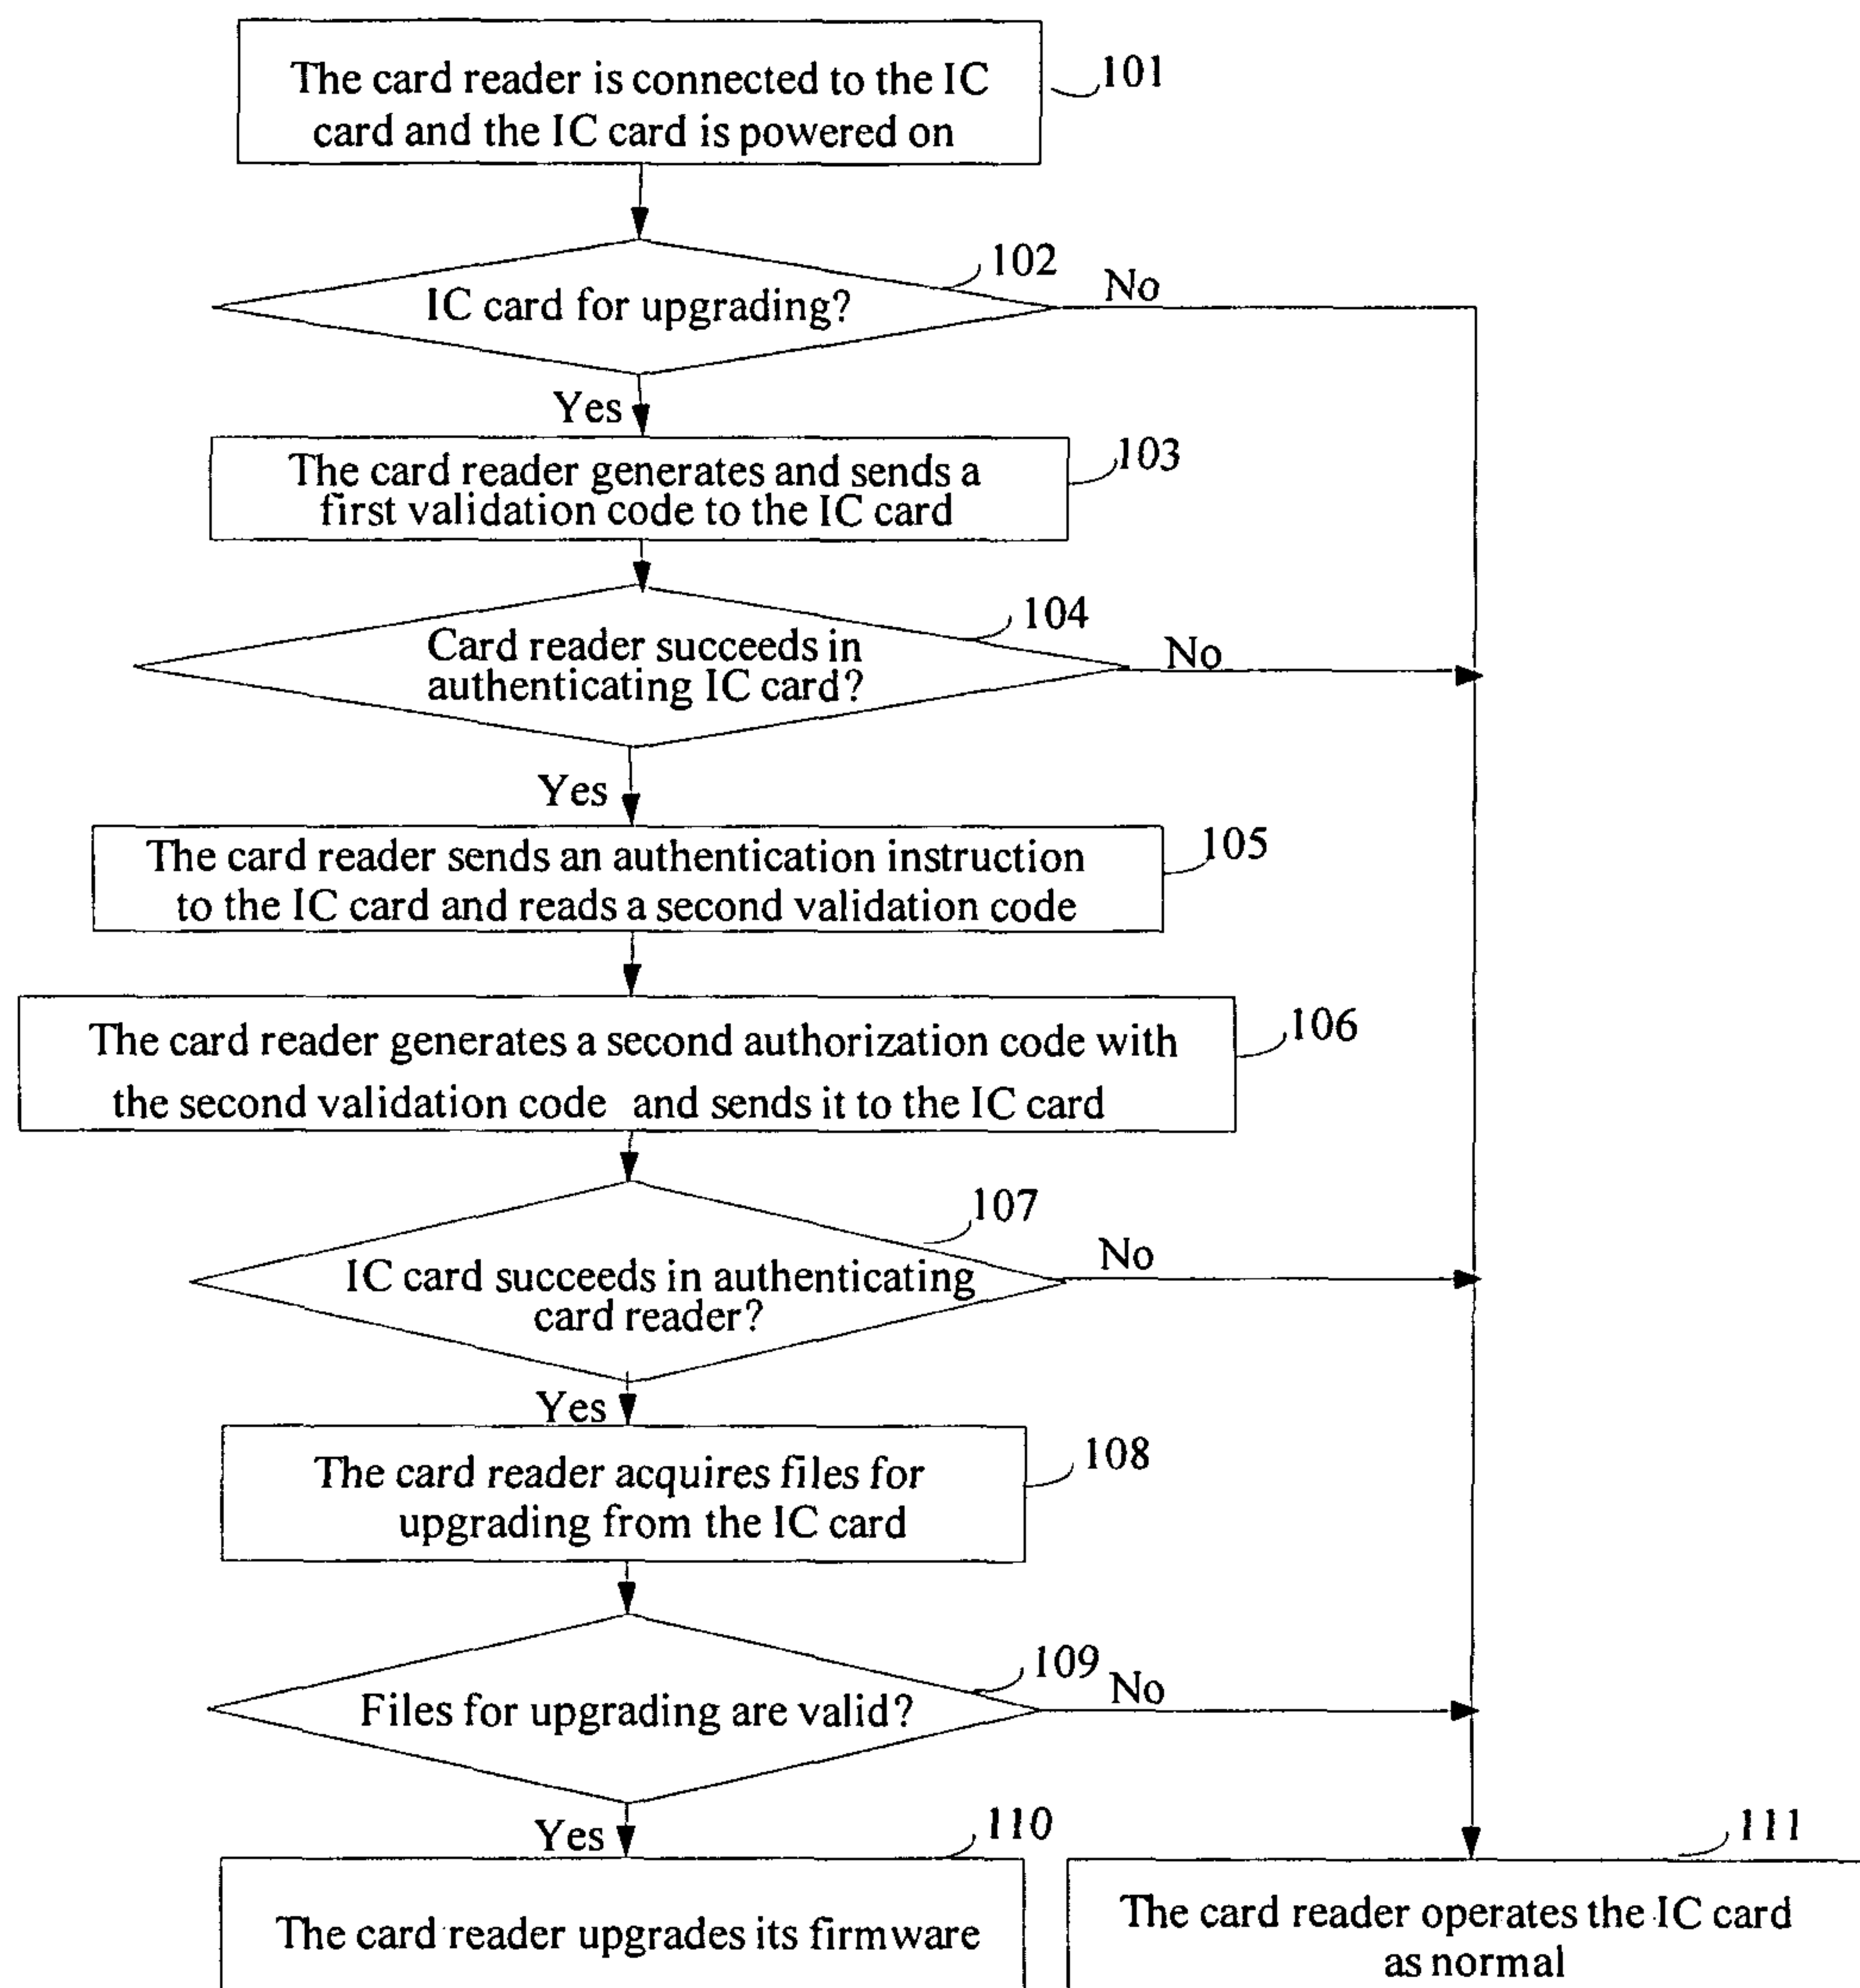 The card reader is connected to the IC
card and the IC card is powered on
101
IC card for upgrading?
102
No
Yes
The card reader generates and sends a
first validation code to the IC card
103
Card reader succeeds in
authenticating IC card?
104
No
Yes
The card reader sends an authentication instruction
to the IC card and reads a second validation code
105
The card reader generates a second authorization code with
the second validation code and sends it to the IC card
106
IC card succeeds in authenticating
card reader?
107
No
Yes
The card reader acquires files for
upgrading from the IC card
108
Files for upgrading are valid?
109
No
Yes
The card reader upgrades its firmware
110
The card reader operates the IC card
as normal
111